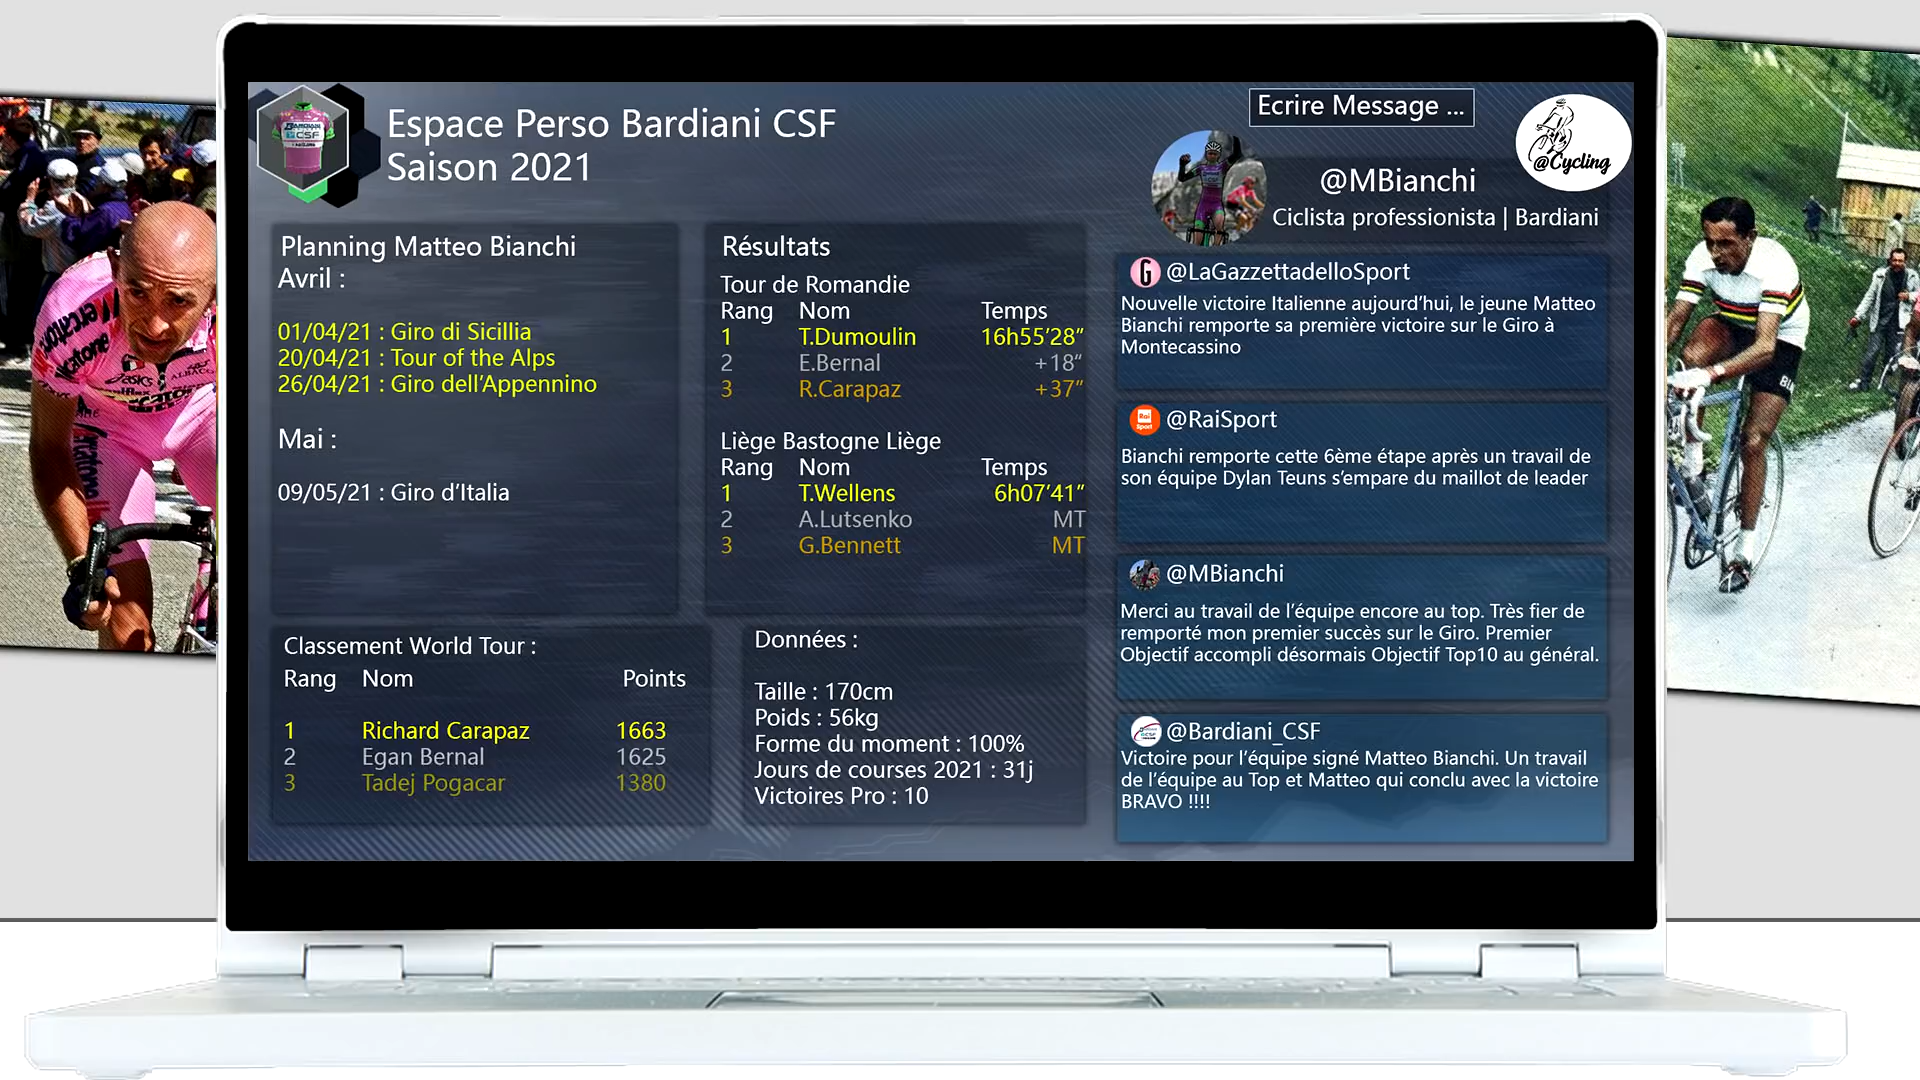 Espace Perso Bardiani CSF
Saison 2021
Ecrire Message ...
@Cycling
@MBianchi
Ciclista professionista | Bardiani
Planning Matteo Bianchi
Avril :
01/04/21 : Giro di Sicillia
20/04/21 : Tour of the Alps
26/04/21 : Giro dell’Appennino
Mai :
09/05/21 : Giro d’Italia
Résultats
Tour de Romandie
Rang Nom Temps
1 T.Dumoulin 16h55’28”
2 E.Bernal +18”
3 R.Carapaz +37”
Liège Bastogne Liège
Rang Nom Temps
1 T.Wellens 6h07’41”
2 A.Lutsenko MT
3 G.Bennett MT
Classement World Tour :
Rang Nom Points
1 Richard Carapaz 1663
2 Egan Bernal 1625
3 Tadej Pogacar 1380
Données :
Taille : 170cm
Poids : 56kg
Forme du moment : 100%
Jours de courses 2021 : 31j
Victoires Pro : 10
G @LaGazzettadelloSport
Nouvelle victoire Italienne aujourd’hui, le jeune Matteo
Bianchi remporte sa première victoire sur le Giro à
Montecassino
Rai
Sport
@RaiSport
Bianchi remporte cette 6ème étape après un travail de
son équipe Dylan Teuns s’empare du maillot de leader
@MBianchi
Merci au travail de l’équipe encore au top. Très fier de
remporté mon premier succès sur le Giro. Premier
Objectif accompli désormais Objectif Top10 au général.
@Bardiani_CSF
Victoire pour l’équipe signé Matteo Bianchi. Un travail
de l’équipe au Top et Matteo qui conclu avec la victoire
BRAVO !!!!